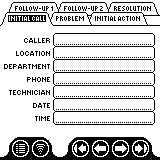 FOLLOW-UP 1 FOLLOW-UP 2 RESOLUTION
INITIAL CALL PROBLEM INITIAL ACTION
CALLER
LOCATION
DEPARTMENT
PHONE
TECHNICIAN
DATE
TIME